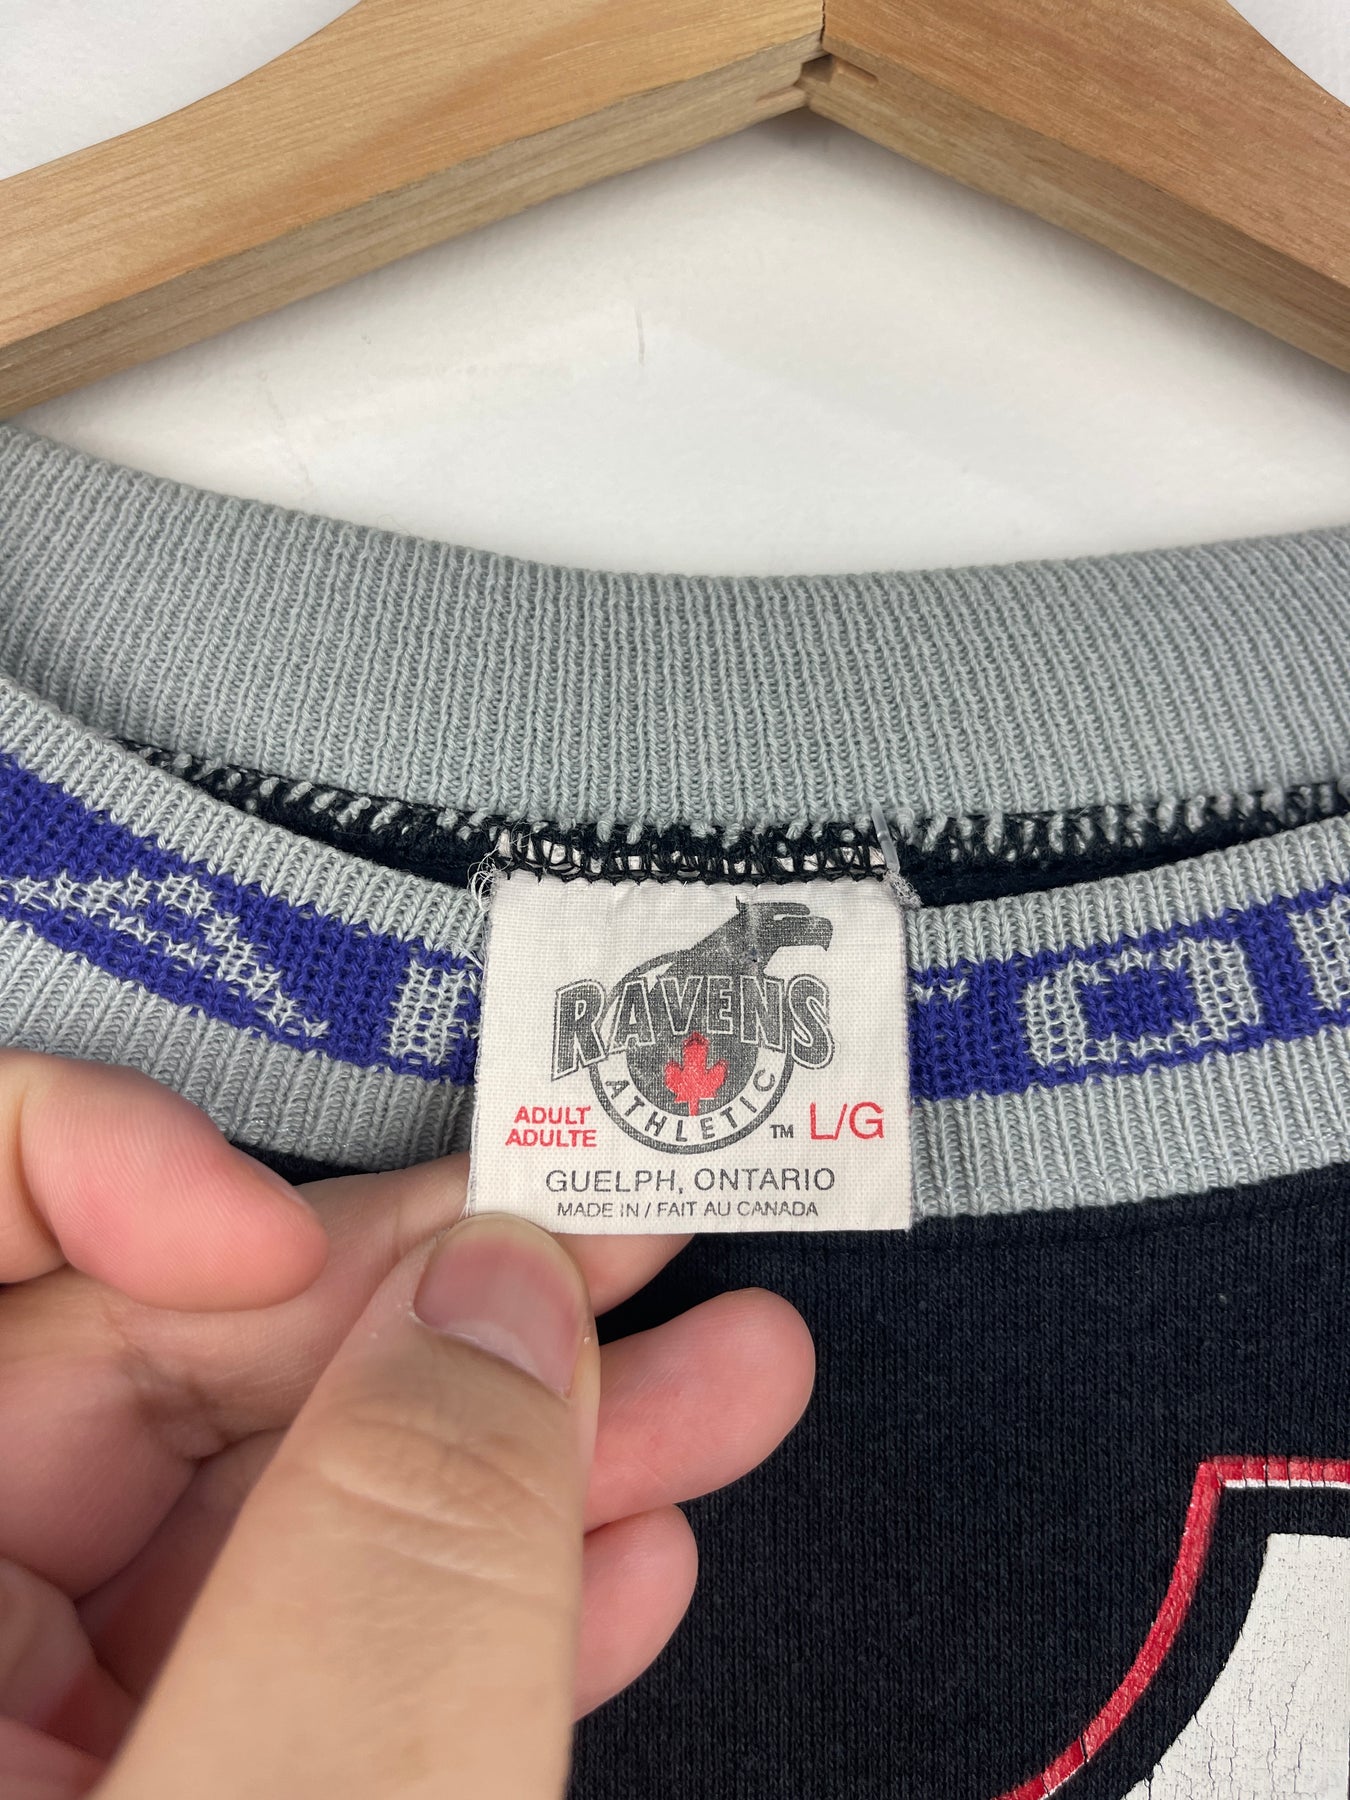 RAVENS
ATHLETIC
ADULT
ADULTE
TM L/G
GUELPH, ONTARIO
MADE IN / FAIT AU CANADA